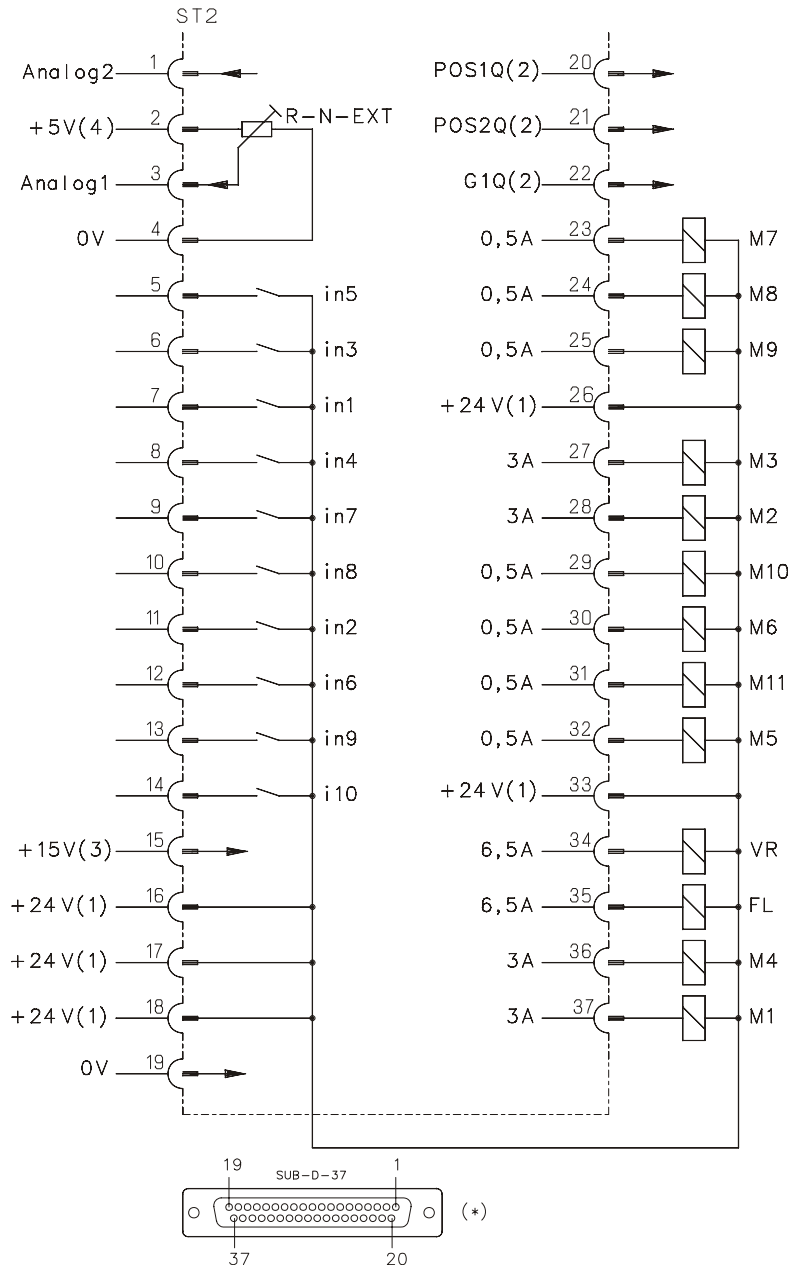 ST2
Analog2 1
+5V(4) 2 R-N-EXT
Analog1 3
0V 4
5 in5
6 in3
7 in1
8 in4
9 in7
10 in8
11 in2
12 in6
13 in9
14 i10
+15V(3) 15
+24V(1) 16
+24V(1) 17
+24V(1) 18
0V 19
POS1Q(2) 20
POS2Q(2) 21
G1Q(2) 22
0,5A 23 M7
0,5A 24 M8
0,5A 25 M9
+24V(1) 26
3A 27 M3
3A 28 M2
0,5A 29 M10
0,5A 30 M6
0,5A 31 M11
0,5A 32 M5
+24V(1) 33
6,5A 34 VR
6,5A 35 FL
3A 36 M4
3A 37 M1
19 SUB-D-37 1
(*)
37 20